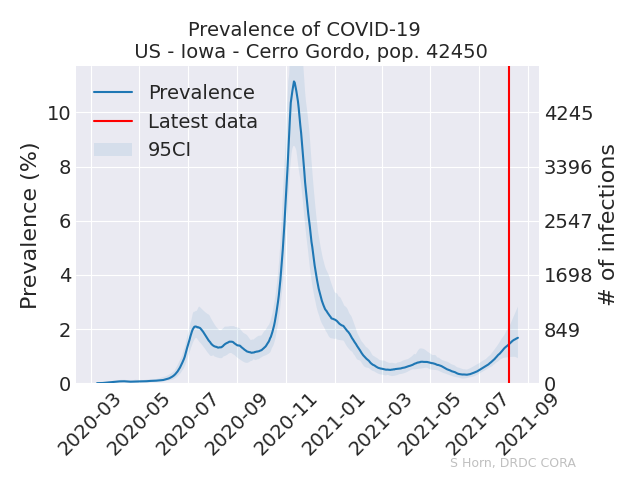 Prevalence of COVID-19
US - Iowa - Cerro Gordo, pop. 42450
Prevalence
Latest data
95CI
Prevalence (%)
10
8
6
4
2
0
4245
3396
2547
1698
849
0
# of infections
2020-03
2020-05
2020-07
2020-09
2020-11
2021-01
2021-03
2021-05
2021-07
2021-09
S Horn, DRDC CORA